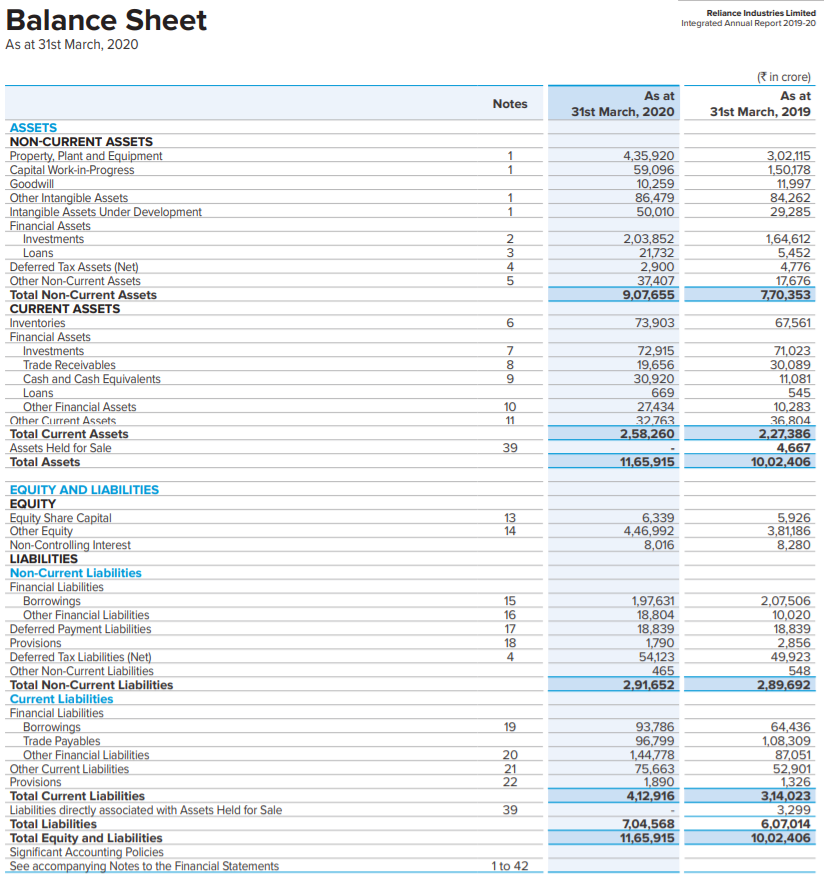 Balance Sheet
As at 31st March, 2020
Reliance Industries Limited
Integrated Annual Report 2019-20
(₹ in crore)
Notes As at 31st March, 2020 As at 31st March, 2019
ASSETS
NON-CURRENT ASSETS
Property, Plant and Equipment 1 4,35,920 3,02,115
Capital Work-in-Progress 1 59,096 1,50,178
Goodwill 10,259 11,997
Other Intangible Assets 1 86,479 84,262
Intangible Assets Under Development 1 50,010 29,285
Financial Assets
Investments 2 2,03,852 1,64,612
Loans 3 21,732 5,452
Deferred Tax Assets (Net) 4 2,900 4,776
Other Non-Current Assets 5 37,407 17,676
Total Non-Current Assets 9,07,655 7,70,353
CURRENT ASSETS
Inventories 6 73,903 67,561
Financial Assets
Investments 7 72,915 71,023
Trade Receivables 8 19,656 30,089
Cash and Cash Equivalents 9 30,920 11,081
Loans 669 545
Other Financial Assets 10 27,434 10,283
Other Current Assets 11 32,763 36,804
Total Current Assets 2,58,260 2,27,386
Assets Held for Sale 39 - 4,667
Total Assets 11,65,915 10,02,406
EQUITY AND LIABILITIES
EQUITY
Equity Share Capital 13 6,339 5,926
Other Equity 14 4,46,992 3,81,186
Non-Controlling Interest 8,016 8,280
LIABILITIES
Non-Current Liabilities
Financial Liabilities
Borrowings 15 1,97,631 2,07,506
Other Financial Liabilities 16 18,804 10,020
Deferred Payment Liabilities 17 18,839 18,839
Provisions 18 1,790 2,856
Deferred Tax Liabilities (Net) 4 54,123 49,923
Other Non-Current Liabilities 465 548
Total Non-Current Liabilities 2,91,652 2,89,692
Current Liabilities
Financial Liabilities
Borrowings 19 93,786 64,436
Trade Payables 96,799 1,08,309
Other Financial Liabilities 20 1,44,778 87,051
Other Current Liabilities 21 75,663 52,901
Provisions 22 1,890 1,326
Total Current Liabilities 4,12,916 3,14,023
Liabilities directly associated with Assets Held for Sale 39 - 3,299
Total Liabilities 7,04,568 6,07,014
Total Equity and Liabilities 11,65,915 10,02,406
Significant Accounting Policies
See accompanying Notes to the Financial Statements 1 to 42